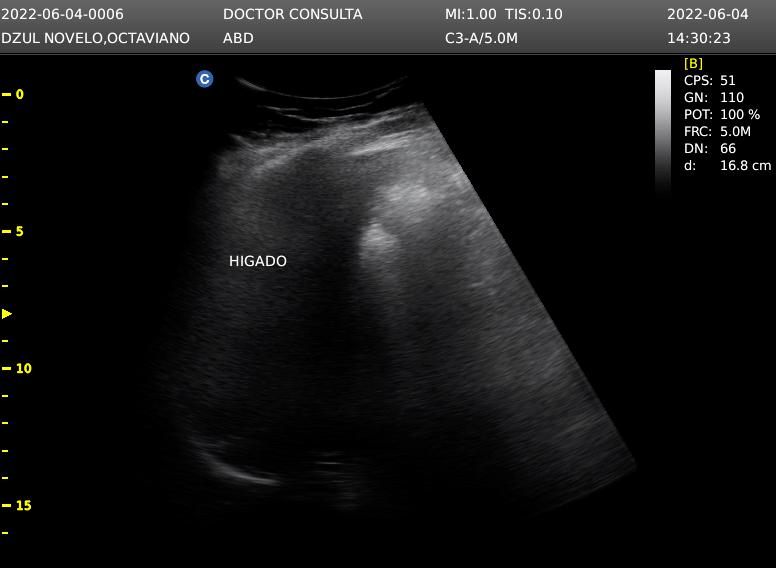 2022-06-04-0006 DOCTOR CONSULTA MI:1.00 TIS:0.10 2022-06-04
DZUL NOVELO,OCTAVIANO ABD C3-A/5.0M 14:30:23
C
[B]
CPS: 51
GN: 110
POT: 100 %
FRC: 5.0M
DN: 66
d: 16.8 cm
0
5
HIGADO
10
15